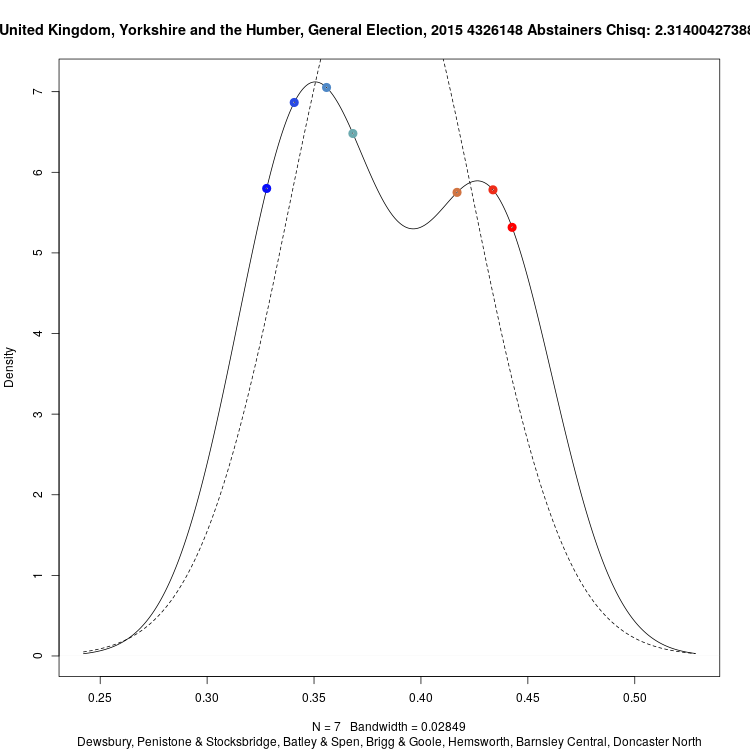 United Kingdom, Yorkshire and the Humber, General Election, 2015 4326148 Abstainers Chisq: 2.3140042738
Density
7
6
5
4
3
2
1
0
0.25 0.30 0.35 0.40 0.45 0.50
N = 7 Bandwidth = 0.02849
Dewsbury, Penistone & Stocksbridge, Batley & Spen, Brigg & Goole, Hemsworth, Barnsley Central, Doncaster North